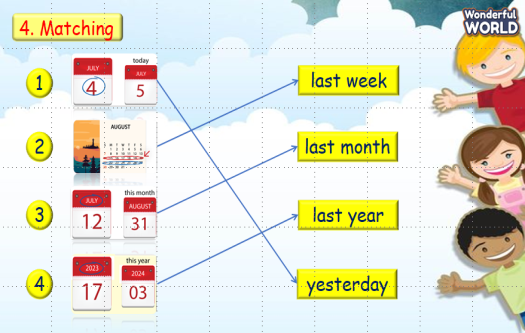 4. Matching
Wonderful
WORLD
1
today
JULY
4
JULY
5
last week
2
AUGUST
last month
3
this month
JULY
12
AUGUST
31
last year
4
this year
2023
17
2024
03
yesterday